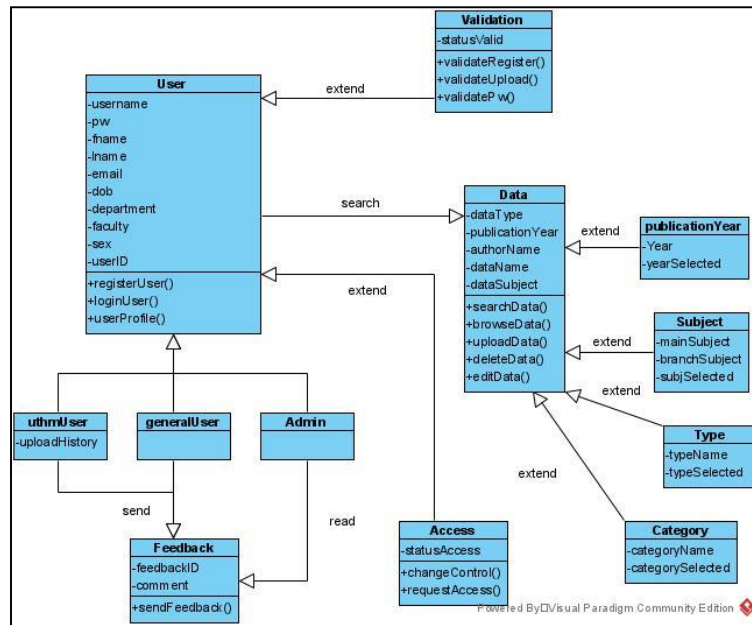 Validation
-statusValid
+validateRegister()
+validateUpload()
+validatePw()
extend
User
-username
-pw
-fname
-lname
-email
-dob
-department
-faculty
-sex
-userID
+registerUser()
+loginUser()
+userProfile()
search
extend
Data
-dataType
-publicationYear
-authorName
-dataName
-dataSubject
+searchData()
+browseData()
+uploadData()
+deleteData()
+editData()
extend
publicationYear
-Year
-yearSelected
extend
Subject
-mainSubject
-branchSubject
-subjSelected
extend
Type
-typeName
-typeSelected
extend
Category
-categoryName
-categorySelected
uthmUser
-uploadHistory
generalUser
Admin
send
read
Feedback
-feedbackID
-comment
+sendFeedback()
Access
-statusAccess
+changeControl()
+requestAccess()
Powered By□Visual Paradigm Community Edition